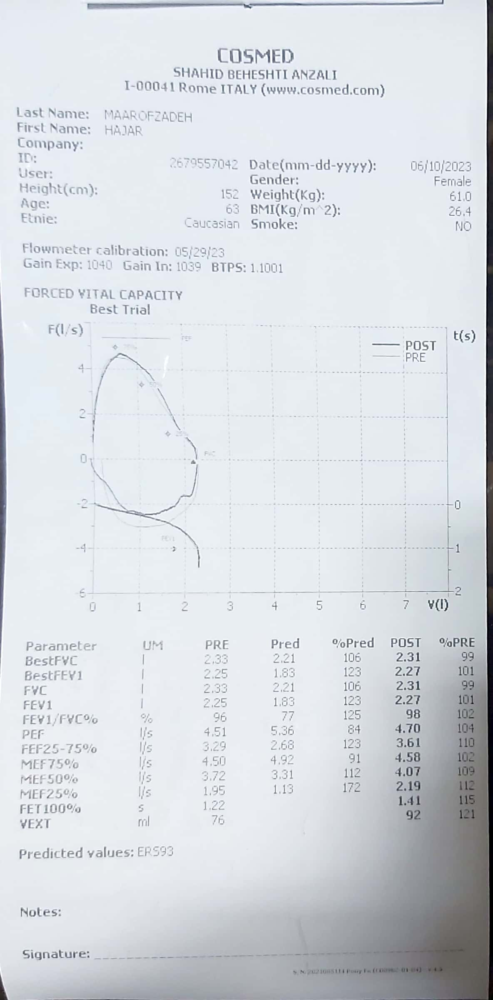 COSMED
SHAHID BEHESHTI ANZALI
I-00041 Rome ITALY (www.cosmed.com)
Last Name: MAAROFZADEH
First Name: HAJAR
Company:
ID: 2679557042 Date(mm-dd-yyyy): 06/10/2023
User: Gender: Female
Height(cm): 152 Weight(Kg): 61.0
Age: 63 BMI(Kg/m^2): 26.4
Etnie: Caucasian Smoke: NO
Flowmeter calibration: 05/29/23
Gain Exp: 1040 Gain In: 1039 BTPS: 1.1001
FORCED VITAL CAPACITY
Best Trial
F(l/s) t(s)
PEF
75%
POST
PRE
4
50%
2
25%
FVC
0
-2 0
FEV1
-4 1
-6 2
0 1 2 3 4 5 6 7 V(l)
Parameter UM PRE Pred %Pred POST %PRE
BestFVC l 2.33 2.21 106 2.31 99
BestFEV1 l 2.25 1.83 123 2.27 101
FVC l 2.33 2.21 106 2.31 99
FEV1 l 2.25 1.83 123 2.27 101
FEV1/FVC% % 96 77 125 98 102
PEF l/s 4.51 5.36 84 4.70 104
FEF25-75% l/s 3.29 2.68 123 3.61 110
MEF75% l/s 4.50 4.92 91 4.58 102
MEF50% l/s 3.72 3.31 112 4.07 109
MEF25% l/s 1.95 1.13 172 2.19 112
FET100% s 1.22 1.41 115
VEXT ml 76 92 121
Predicted values: ERS93
Notes:
Signature:
S.N. Pony Fx